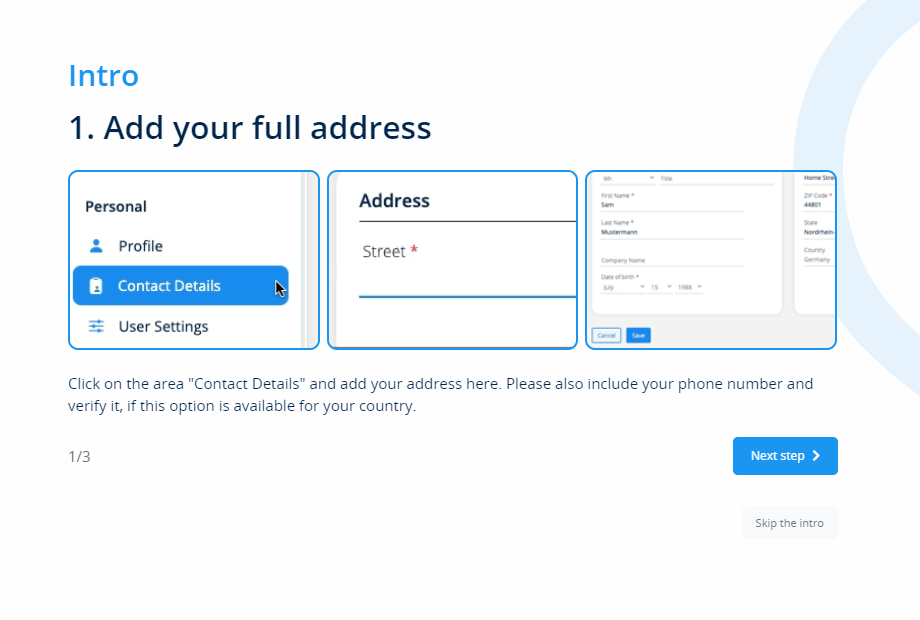 Intro
1. Add your full address
Personal
Profile
Contact Details
User Settings
Address
Street *
Mr.
Title
First Name *
Sam
Last Name *
Mustermann
Company Name
Date of birth *
July 15 1988
Cancel
Save
Home Stre
ZIP Code *
44801
State
Nordrhein-
Country
Germany
Click on the area "Contact Details" and add your address here. Please also include your phone number and
verify it, if this option is available for your country.
1/3
Next step
Skip the intro